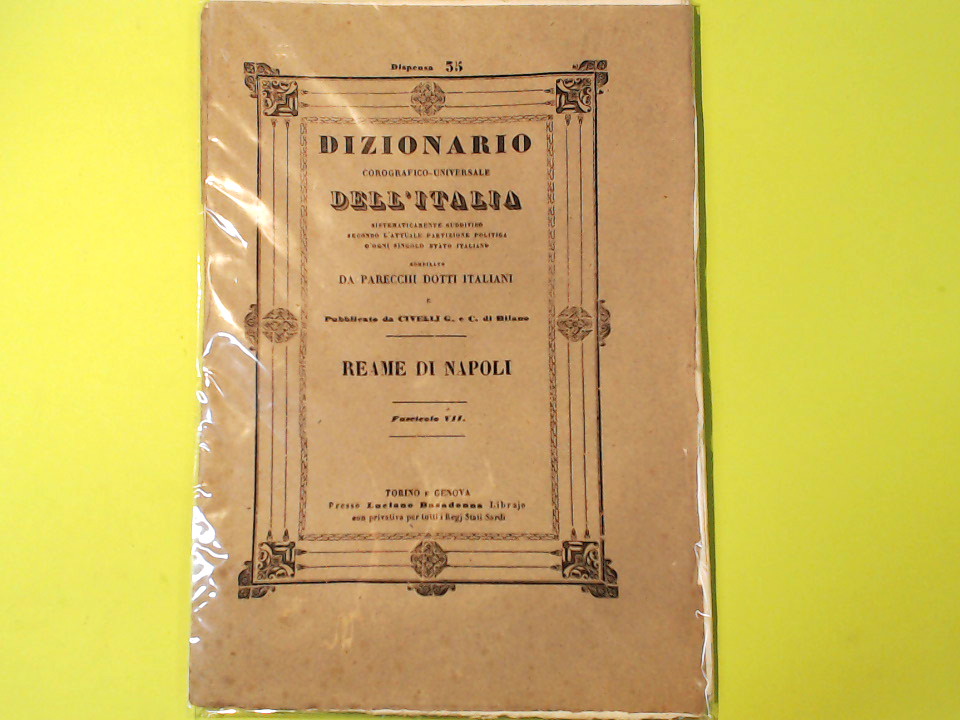 Dispensa 35
DIZIONARIO
COROGRAFICO-UNIVERSALE
DELL'ITALIA
SISTEMATICAMENTE SUDDIVISO
SECONDO L'ATTUALE PARTIZIONE POLITICA
D'OGNI SINGOLO STATO ITALIANO
COMPILATO
DA PARECCHI DOTTI ITALIANI
E
Pubblicato da CIVELLI G. e C. di Milano
REAME DI NAPOLI
Fascicolo VII.
TORINO E GENOVA
Presso Luciano Basadonna Librajo
con privativa per tutti i Regj Stati Sardi